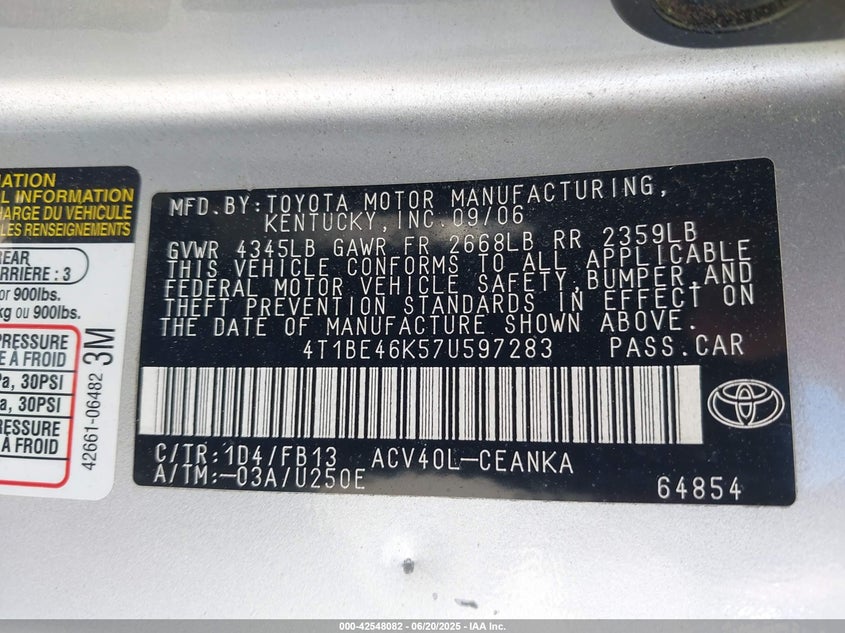 MATION
L INFORMATION
CHARGE DU VÉHICULE
LES RENSEIGNEMENTS
REAR
ARRIÈRE : 3
or 900lbs.
kg ou 900lbs.
PRESSURE
À FROID
30PSI
30PSI
PRESSURE
À FROID
42661-06482 3M
MFD.BY:TOYOTA MOTOR MANUFACTURING,
KENTUCKY,INC.09/06
GVWR 4345LB GAWR FR 2668LB RR 2359LB
THIS VEHICLE CONFORMS TO ALL APPLICABLE
FEDERAL MOTOR VEHICLE SAFETY,BUMPER,AND
THEFT PREVENTION STANDARDS IN EFFECT ON
THE DATE OF MANUFACTURE SHOWN ABOVE.
4T1BE46K57U597283 PASS.CAR
C/TR:1D4/FB13 ACV40L-CEANKA
A/TM:-03A/U250E
64854
000-42548082 - 06/20/2025 - IAA Inc.